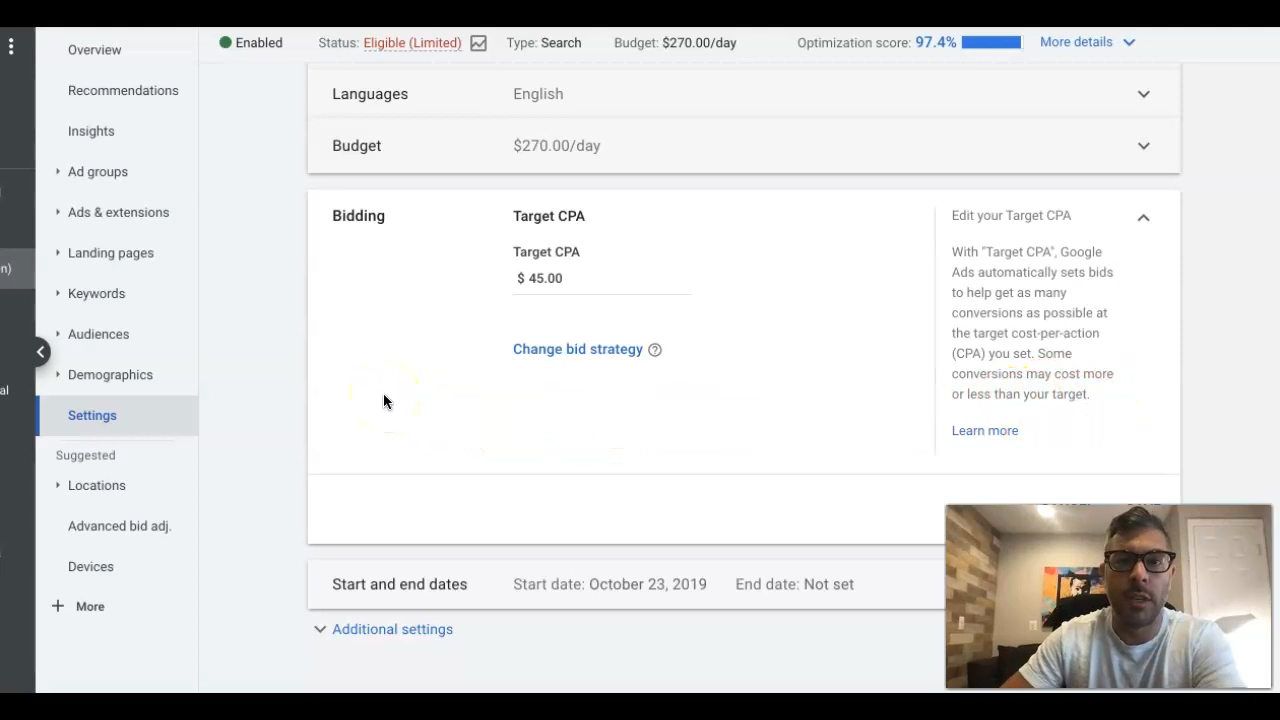 Enabled
Status: Eligible (Limited)
Type: Search
Budget: $270.00/day
Optimization score: 97.4%
More details
Overview
Recommendations
Insights
Ad groups
Ads & extensions
Landing pages
Keywords
Audiences
Demographics
Settings
Suggested
Locations
Advanced bid adj.
Devices
More
n)
al
Languages English
Budget $270.00/day
Bidding
Target CPA
Target CPA
$ 45.00
Change bid strategy
Edit your Target CPA
With "Target CPA", Google
Ads automatically sets bids
to help get as many
conversions as possible at
the target cost-per-action
(CPA) you set. Some
conversions may cost more
or less than your target.
Learn more
Start and end dates Start date: October 23, 2019 End date: Not set
Additional settings